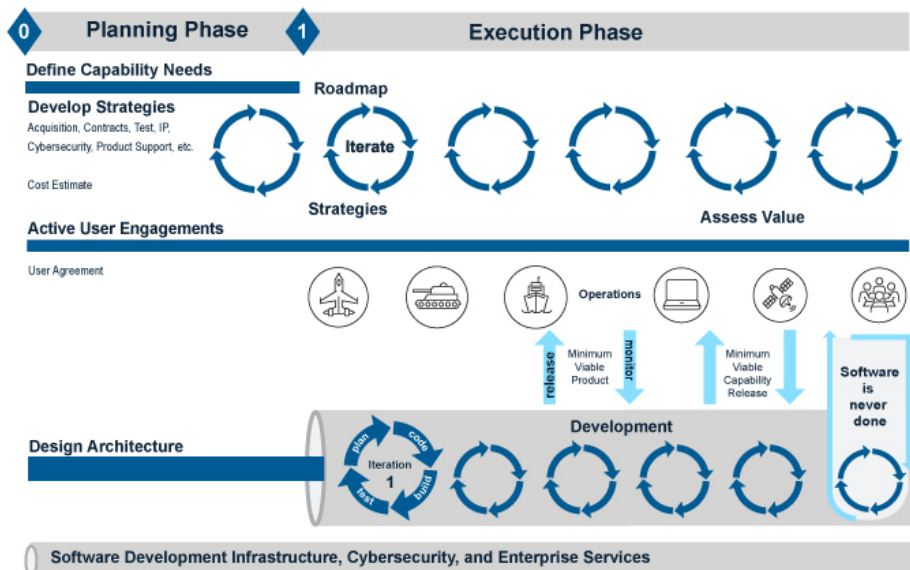 0
Planning Phase
1
Execution Phase
Define Capability Needs
Roadmap
Develop Strategies
Acquisition, Contracts, Test, IP,
Cybersecurity, Product Support, etc.
Iterate
Cost Estimate
Strategies
Assess Value
Active User Engagements
User Agreement
Operations
release
Minimum
Viable
Product
monitor
Minimum
Viable
Capability
Release
Software
is
never
done
Development
Design Architecture
plan
code
Iteration
1
test
build
Software Development Infrastructure, Cybersecurity, and Enterprise Services